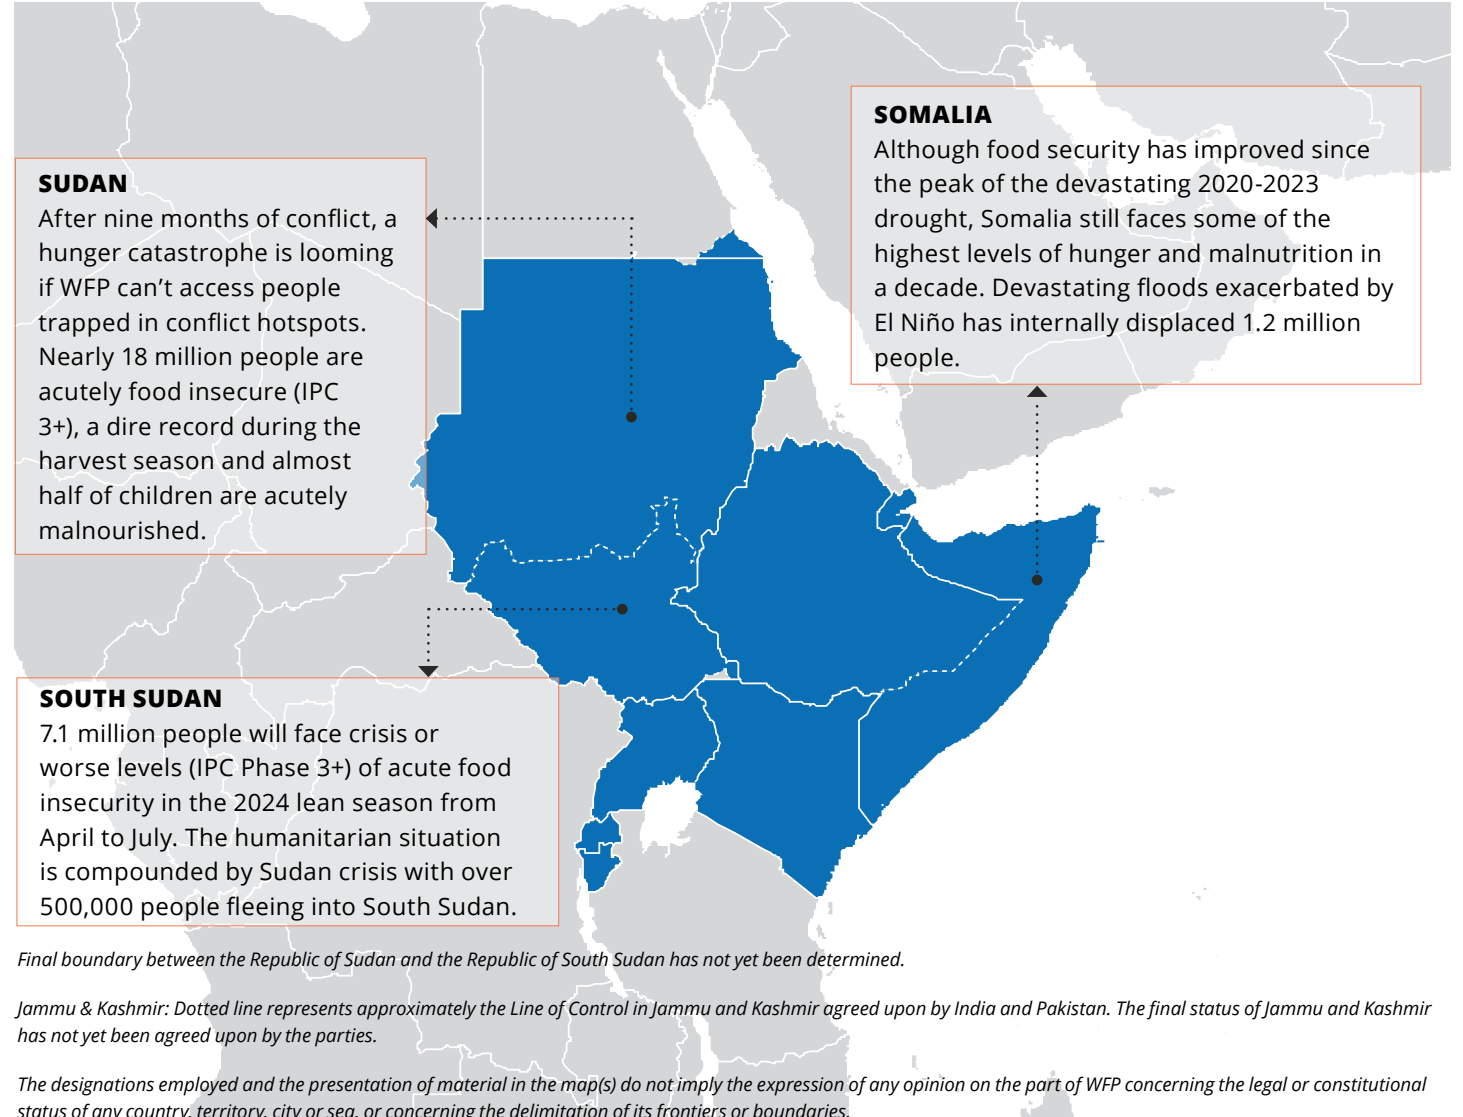 SUDAN
After nine months of conflict, a
hunger catastrophe is looming
if WFP can’t access people
trapped in conflict hotspots.
Nearly 18 million people are
acutely food insecure (IPC
3+), a dire record during the
harvest season and almost
half of children are acutely
malnourished.
SOMALIA
Although food security has improved since
the peak of the devastating 2020-2023
drought, Somalia still faces some of the
highest levels of hunger and malnutrition in
a decade. Devastating floods exacerbated by
El Niño has internally displaced 1.2 million
people.
SOUTH SUDAN
7.1 million people will face crisis or
worse levels (IPC Phase 3+) of acute food
insecurity in the 2024 lean season from
April to July. The humanitarian situation
is compounded by Sudan crisis with over
500,000 people fleeing into South Sudan.
Final boundary between the Republic of Sudan and the Republic of South Sudan has not yet been determined.
Jammu & Kashmir: Dotted line represents approximately the Line of Control in Jammu and Kashmir agreed upon by India and Pakistan. The final status of Jammu and Kashmir
has not yet been agreed upon by the parties.
The designations employed and the presentation of material in the map(s) do not imply the expression of any opinion on the part of WFP concerning the legal or constitutional
status of any country, territory, city or sea, or concerning the delimitation of its frontiers or boundaries.